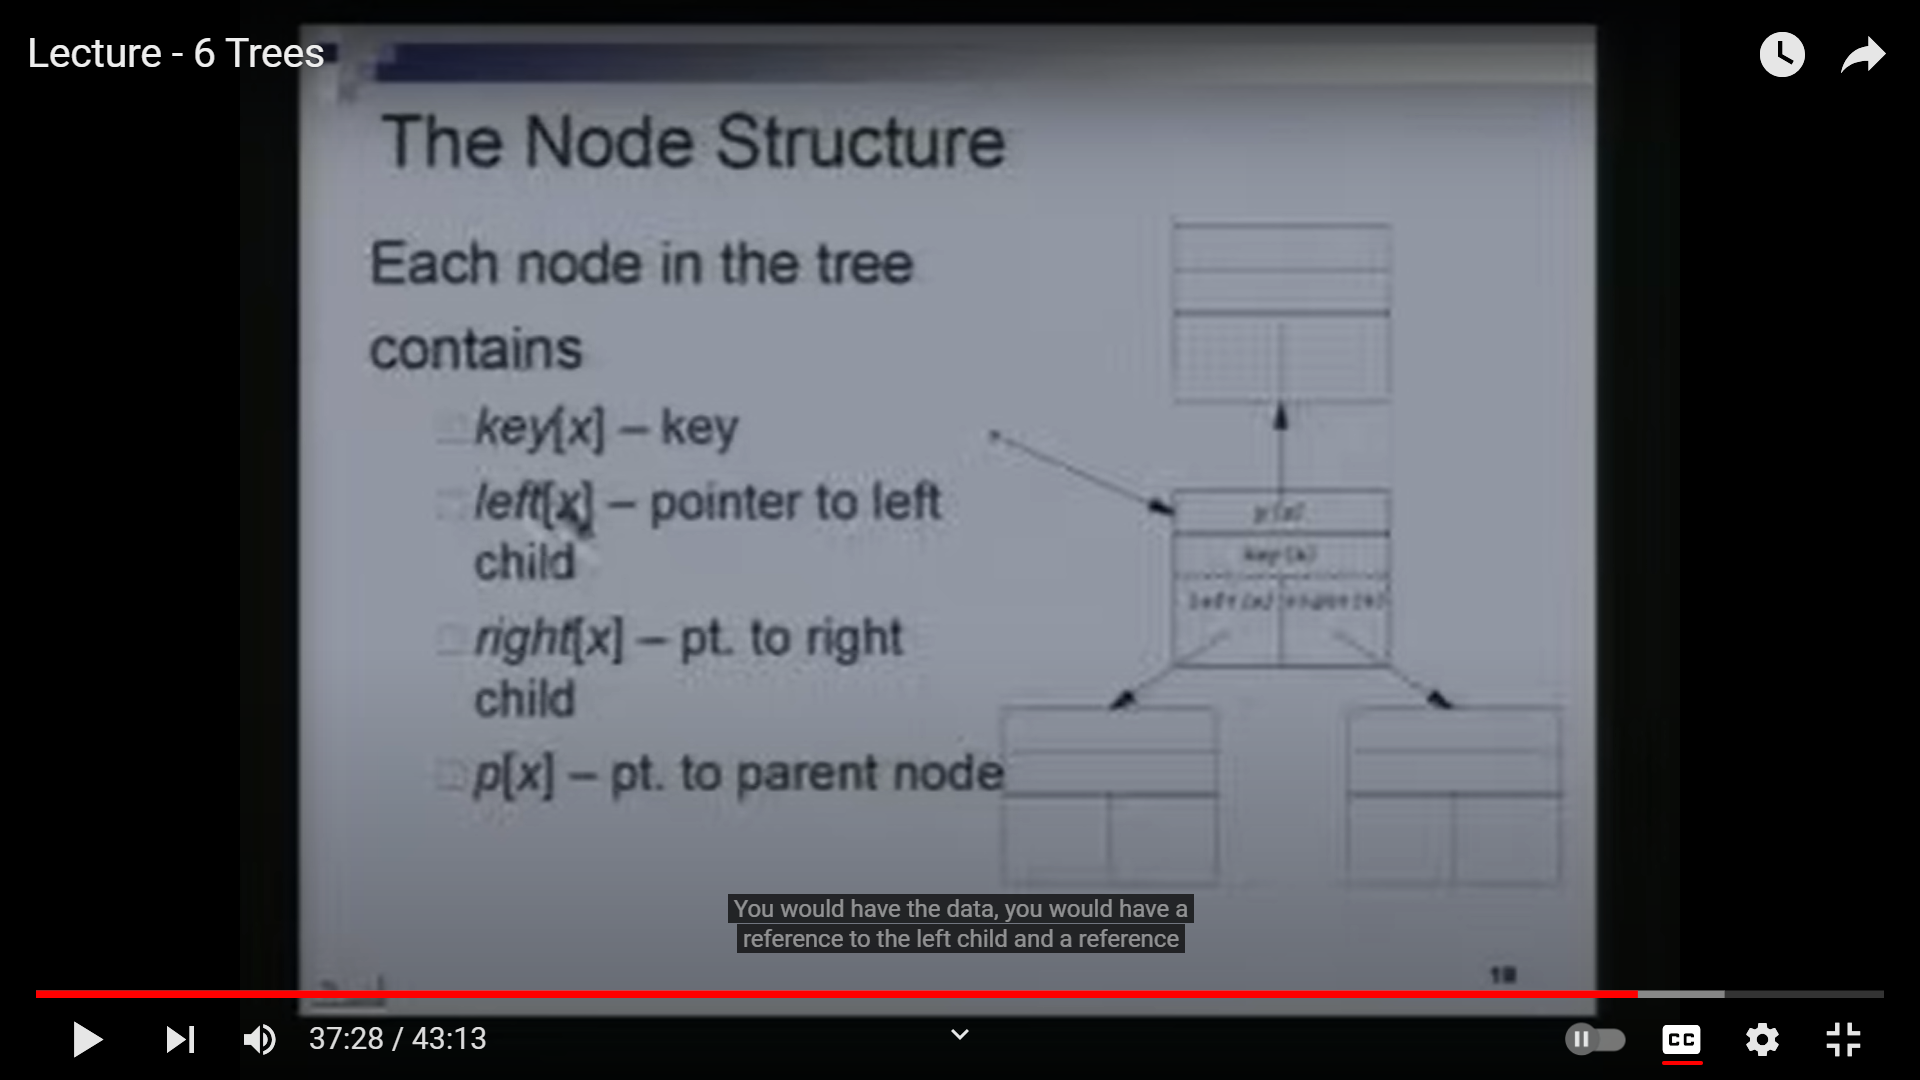 Lecture - 6 Trees
The Node Structure
Each node in the tree
contains
key[x] – key
left[x] – pointer to left
child
right[x] – pt. to right
child
p[x] – pt. to parent node
p[x]
key[x]
left[x] right[x]
You would have the data, you would have a
reference to the left child and a reference
18
37:28 / 43:13
CC